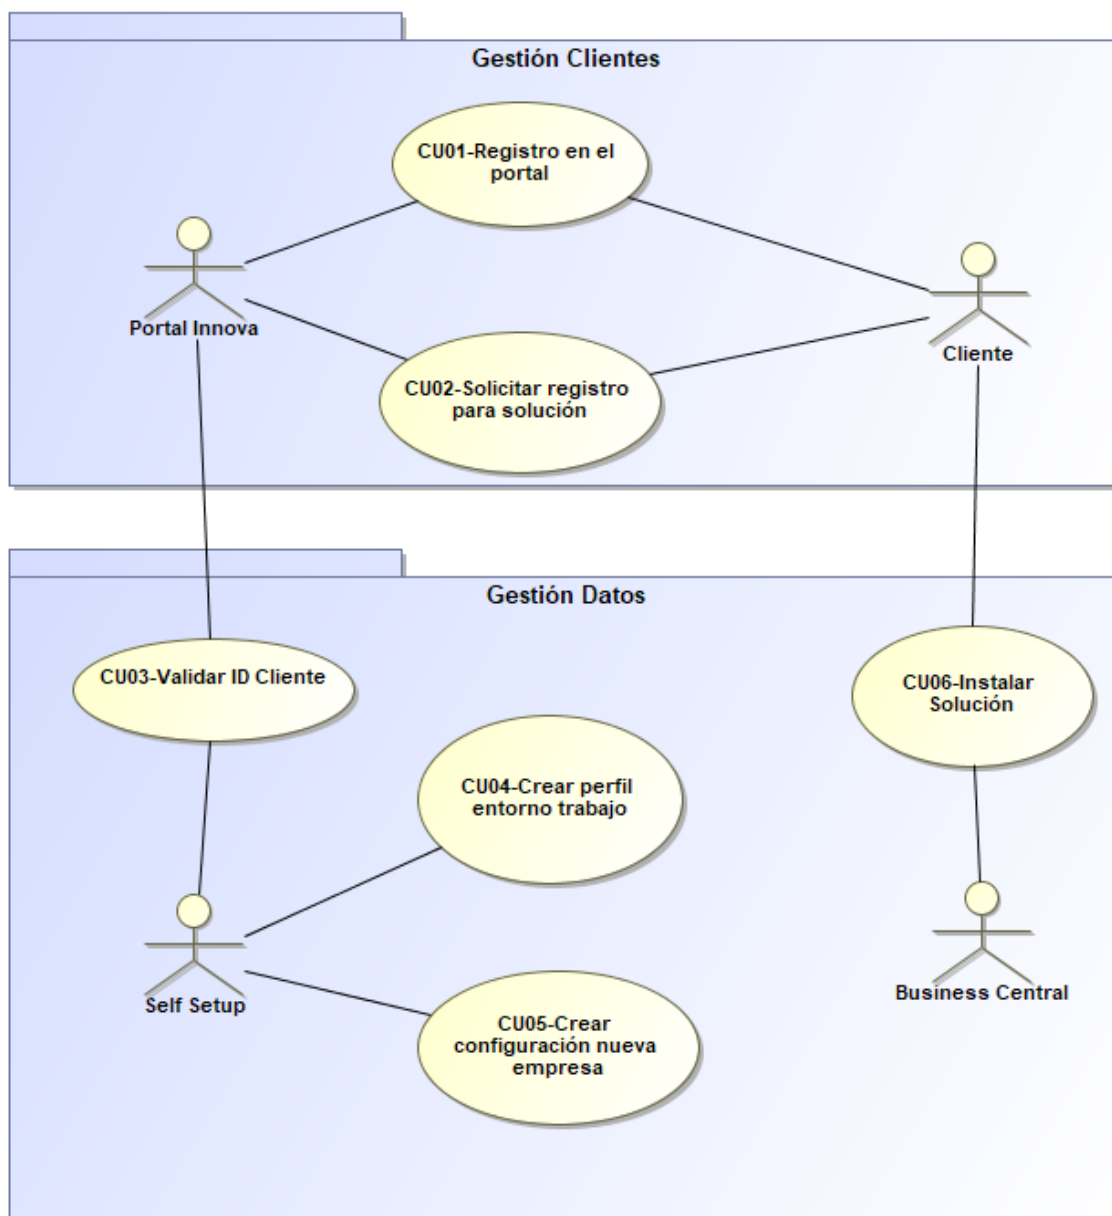 Gestión Clientes
CU01-Registro en el
portal
Portal Innova
Cliente
CU02-Solicitar registro
para solución
Gestión Datos
CU03-Validar ID Cliente
CU06-Instalar
Solución
CU04-Crear perfil
entorno trabajo
Self Setup
Business Central
CU05-Crear
configuración nueva
empresa